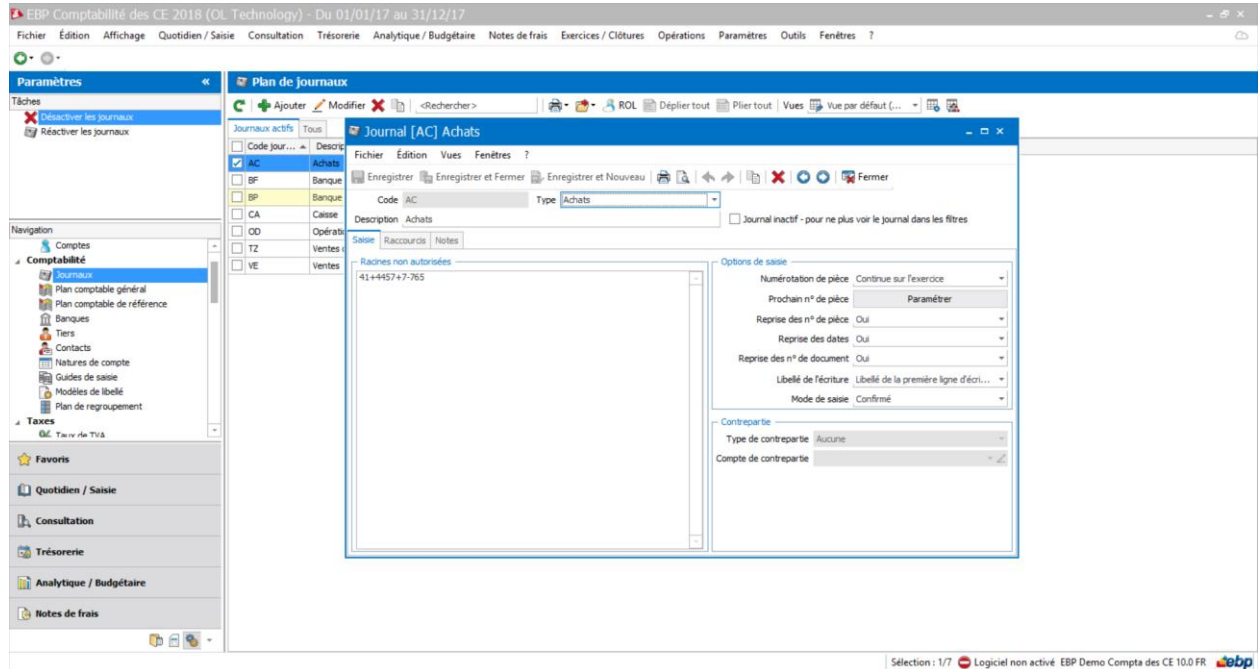 EBP Comptabilité des CE 2018 (OL Technology) - Du 01/01/17 au 31/12/17
Fichier Édition Affichage Quotidien / Saisie Consultation Trésorerie Analytique / Budgétaire Notes de frais Exercices / Clôtures Opérations Paramètres Outils Fenêtres ?
Paramètres «
Tâches
Désactiver les journaux
Réactiver les journaux
Navigation
Comptes
Comptabilité
Journaux
Plan comptable général
Plan comptable de référence
Banques
Tiers
Contacts
Natures de compte
Guides de saisie
Modèles de libellé
Plan de regroupement
Taxes
Taux de TVA
Favoris
Quotidien / Saisie
Consultation
Trésorerie
Analytique / Budgétaire
Notes de frais
Plan de journaux
Ajouter Modifier <Rechercher> ROL Déplier tout Plier tout Vues Vue par défaut (...
Journaux actifs Tous
Code jour... Descrip
AC Achats
BF Banque
BP Banque
CA Caisse
OD Opératio
TZ Ventes
VE Ventes
Journal [AC] Achats
Fichier Édition Vues Fenêtres ?
Enregistrer Enregistrer et Fermer Enregistrer et Nouveau Fermer
Code AC Type Achats
Description Achats Journal inactif - pour ne plus voir le journal dans les filtres
Saisie Raccourcis Notes
Racines non autorisées
41+4457+7-765
Options de saisie
Numérotation de pièce Continue sur l'exercice
Prochain n° de pièce Paramétrer
Reprise des n° de pièce Oui
Reprise des dates Oui
Reprise des n° de document Oui
Libellé de l'écriture Libellé de la première ligne d'écri...
Mode de saisie Confirmé
Contrepartie
Type de contrepartie Aucune
Compte de contrepartie
Sélection : 1/7 Logiciel non activé EBP Demo Compta des CE 10.0 FR ebp